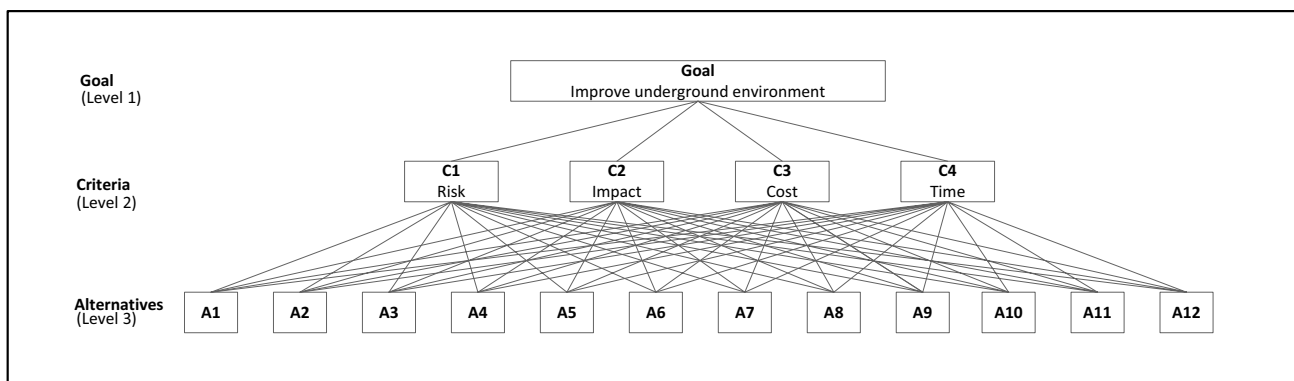 Goal
(Level 1)
Goal
Improve underground environment
Criteria
(Level 2)
C1
Risk
C2
Impact
C3
Cost
C4
Time
Alternatives
(Level 3)
A1
A2
A3
A4
A5
A6
A7
A8
A9
A10
A11
A12